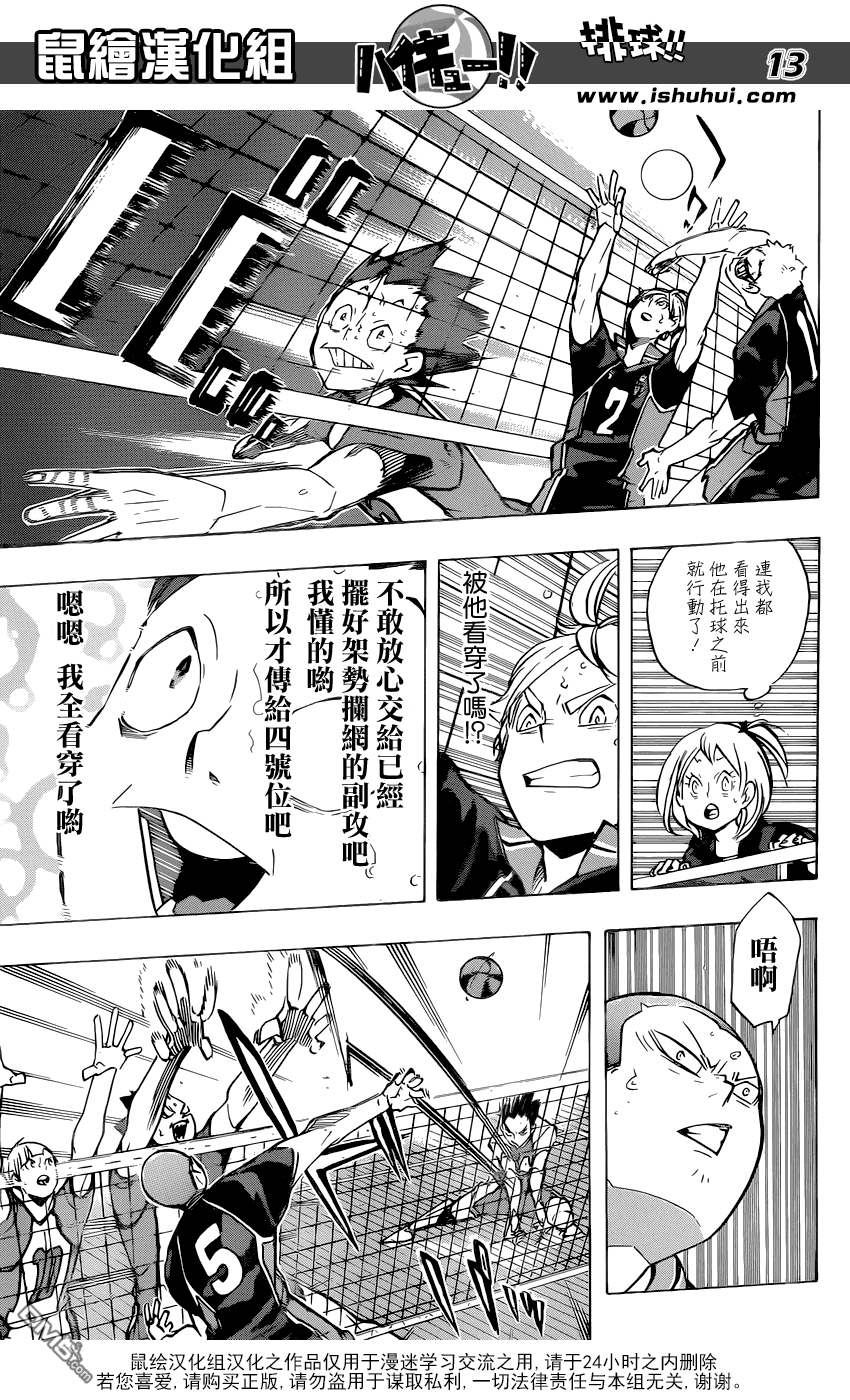 鼠繪漢化組
ハイキュー!!
排球!!
13
www.ishuhui.com
2
1
連我都
看得出來
他在托球之前
就行動了!
被他看穿了嗎!?
不敢放心交給已經
擺好架勢攔網的副攻吧
我懂的喲
所以才傳給四號位吧
嗯嗯 我全看穿了喲
唔啊
5
DM5.com
鼠绘汉化组汉化之作品仅用于漫迷学习交流之用, 请于24小时之内删除
若您喜爱, 请购买正版, 请勿盗用于谋取私利, 一切法律责任与本组无关, 谢谢。